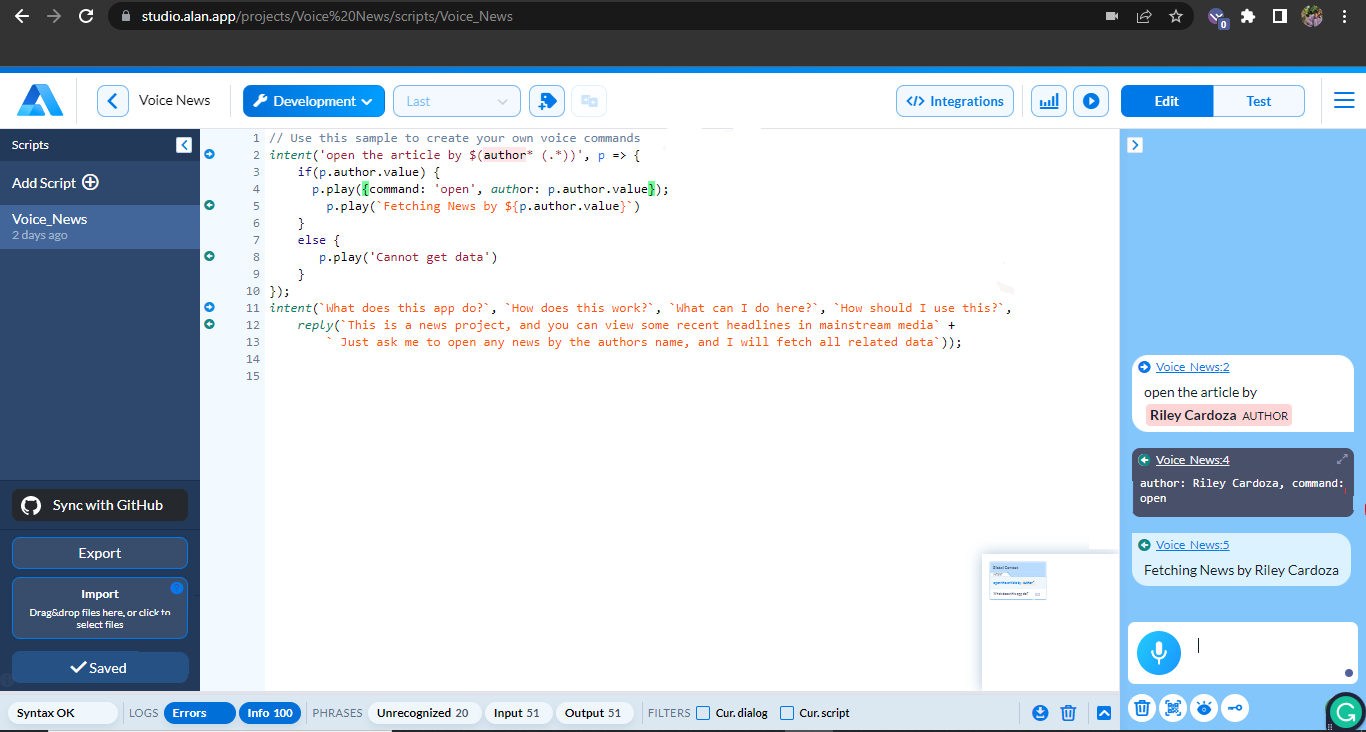 studio.alan.app/projects/Voice%20News/scripts/Voice_News
0
Voice News
Development
Last
</> Integrations
Edit
Test
Scripts
Add Script
Voice_News
2 days ago
Sync with GitHub
Export
Import
?
Drag&drop files here, or click to
select files
Saved
1 // Use this sample to create your own voice commands
2 intent('open the article by $(author* (.*))', p => {
3 if(p.author.value) {
4 p.play({command: 'open', author: p.author.value});
5 p.play(`Fetching News by ${p.author.value}`)
6 }
7 else {
8 p.play('Cannot get data')
9 }
10 });
11 intent(`What does this app do?`, `How does this work?`, `What can I do here?`, `How should I use this?`,
12 reply(`This is a news project, and you can view some recent headlines in mainstream media` +
13 ` Just ask me to open any news by the authors name, and I will fetch all related data`));
14
15
Voice_News:2
open the article by
Riley Cardoza AUTHOR
Voice_News:4
author: Riley Cardoza, command:
open
Voice_News:5
Fetching News by Riley Cardoza
Syntax OK
LOGS
Errors
Info 100
PHRASES
Unrecognized 20
Input 51
Output 51
FILTERS
Cur. dialog
Cur. script